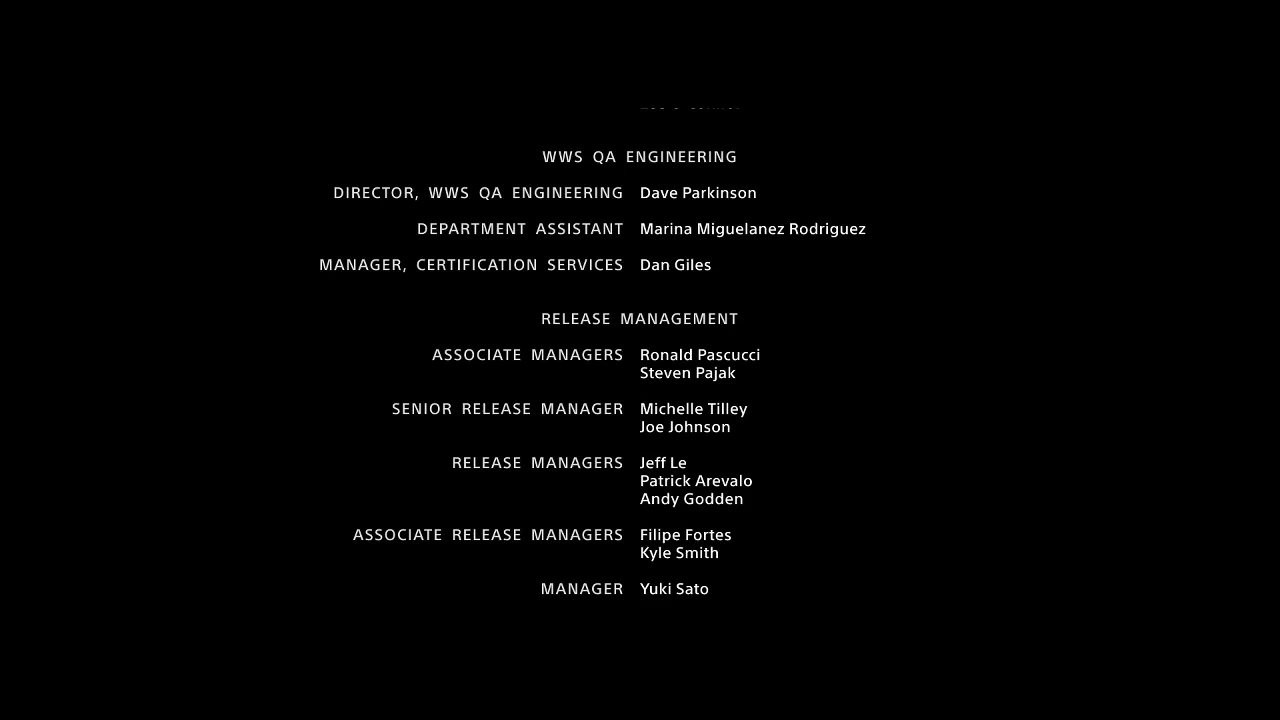 WWS QA ENGINEERING
DIRECTOR, WWS QA ENGINEERING Dave Parkinson
DEPARTMENT ASSISTANT Marina Miguelanez Rodriguez
MANAGER, CERTIFICATION SERVICES Dan Giles
RELEASE MANAGEMENT
ASSOCIATE MANAGERS Ronald Pascucci
Steven Pajak
SENIOR RELEASE MANAGER Michelle Tilley
Joe Johnson
RELEASE MANAGERS Jeff Le
Patrick Arevalo
Andy Godden
ASSOCIATE RELEASE MANAGERS Filipe Fortes
Kyle Smith
MANAGER Yuki Sato